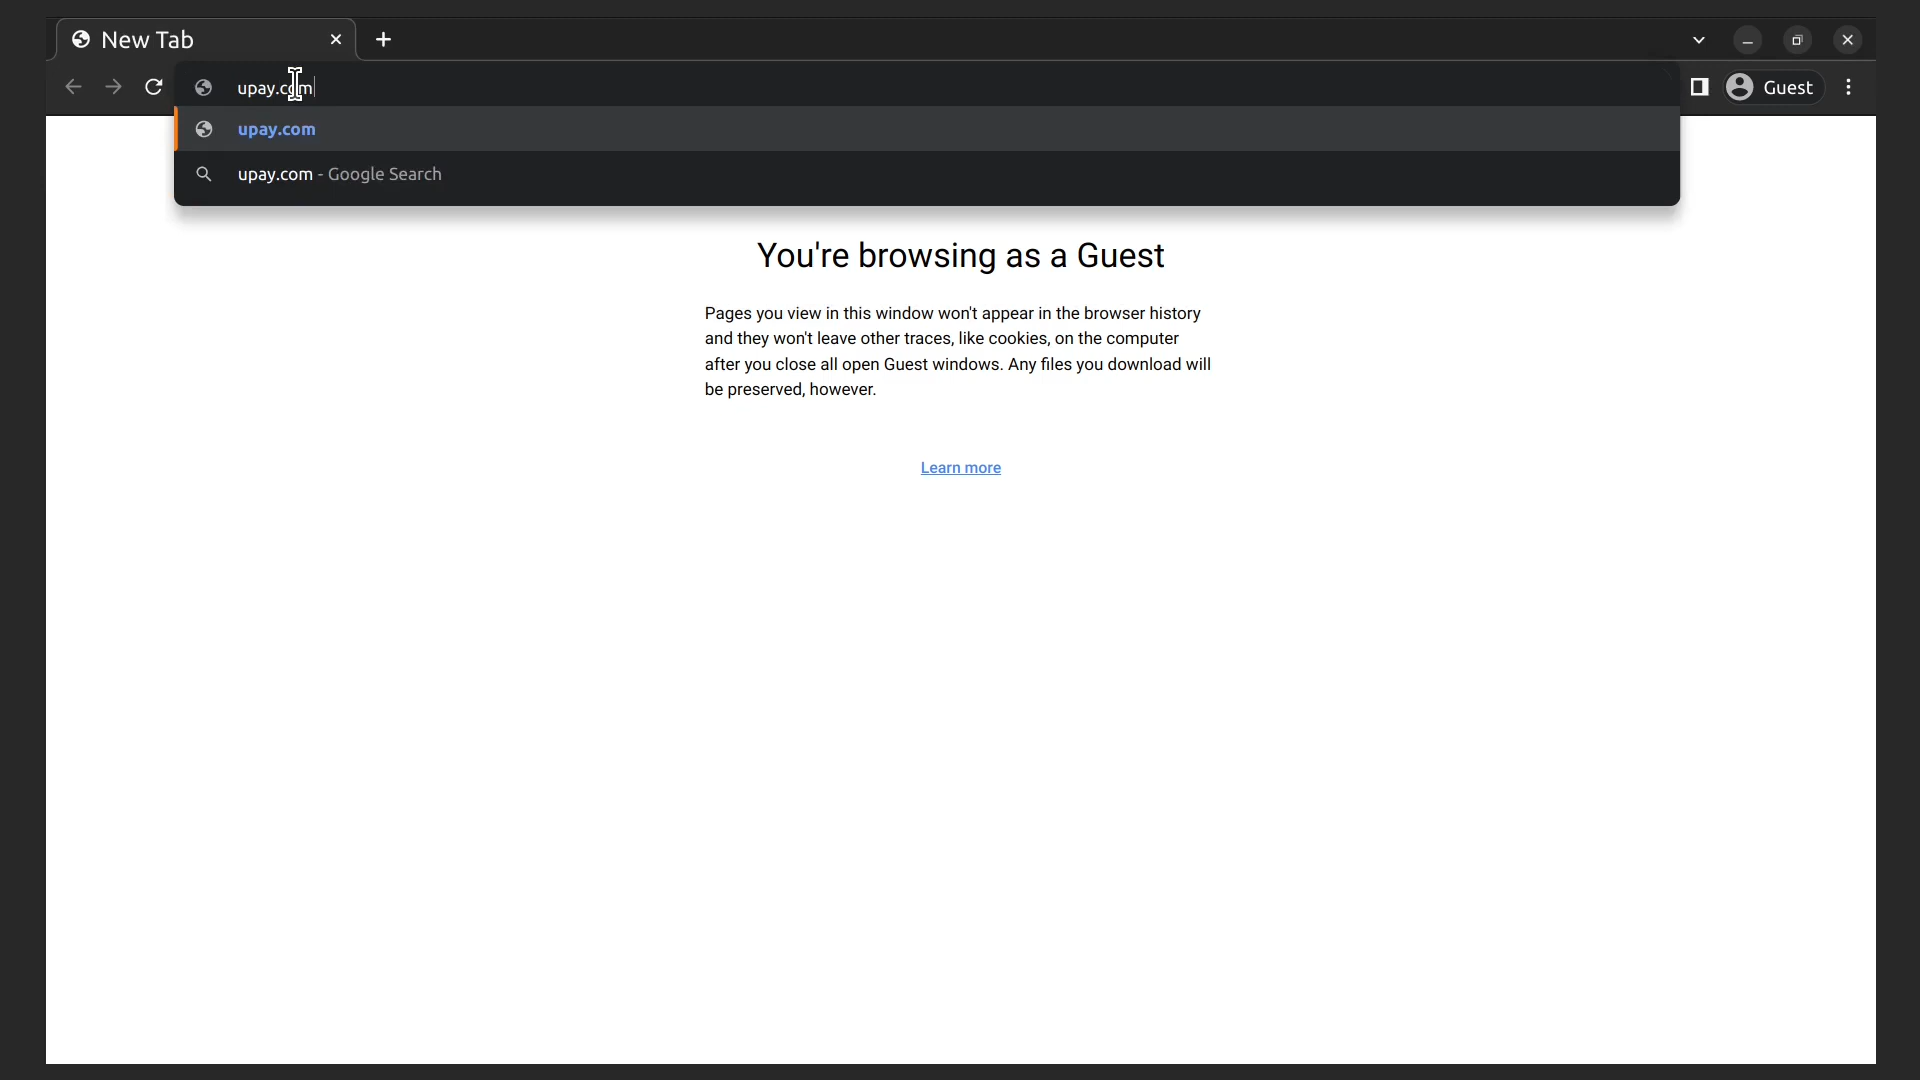 New Tab
upay.com
Guest
upay.com
upay.com - Google Search
You're browsing as a Guest
Pages you view in this window won't appear in the browser history
and they won't leave other traces, like cookies, on the computer
after you close all open Guest windows. Any files you download will
be preserved, however.
Learn more